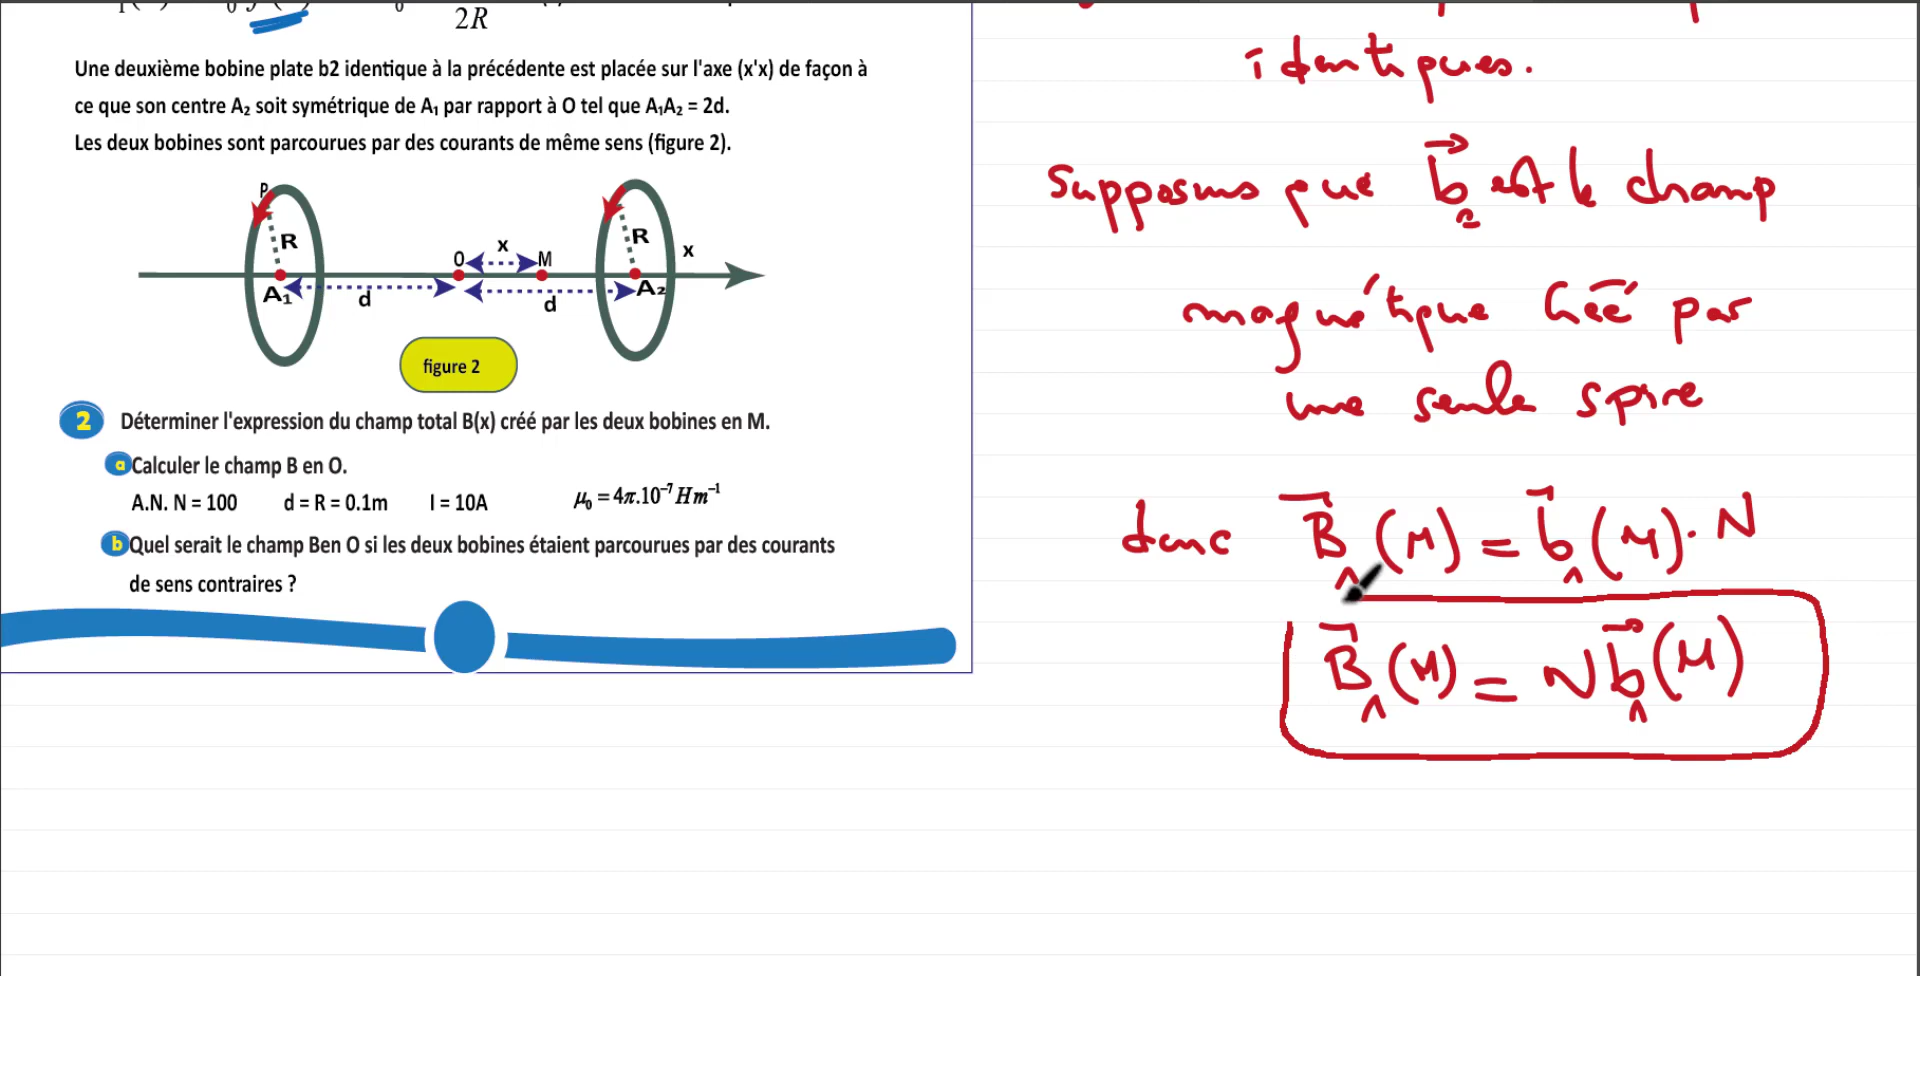 2R
Une deuxième bobine plate b2 identique à la précédente est placée sur l'axe (x'x) de façon à
ce que son centre A₂ soit symétrique de A₁ par rapport à O tel que A₁A₂ = 2d.
Les deux bobines sont parcourues par des courants de même sens (figure 2).
P
R
R
x
O
M
x
A₁
d
d
A₂
figure 2
2 Déterminer l'expression du champ total B(x) créé par les deux bobines en M.
a Calculer le champ B en O.
A.N. N = 100 d = R = 0.1m I = 10A μ₀ = 4π.10⁻⁷ Hm⁻¹
b Quel serait le champ Ben O si les deux bobines étaient parcourues par des courants
de sens contraires ?
identiques.
Supposons que b⃗₁ est le champ
magnétique créé par
une seule spire
donc B⃗₁(M) = b⃗₁(M). N
B⃗₁(M) = N b⃗₁(M)